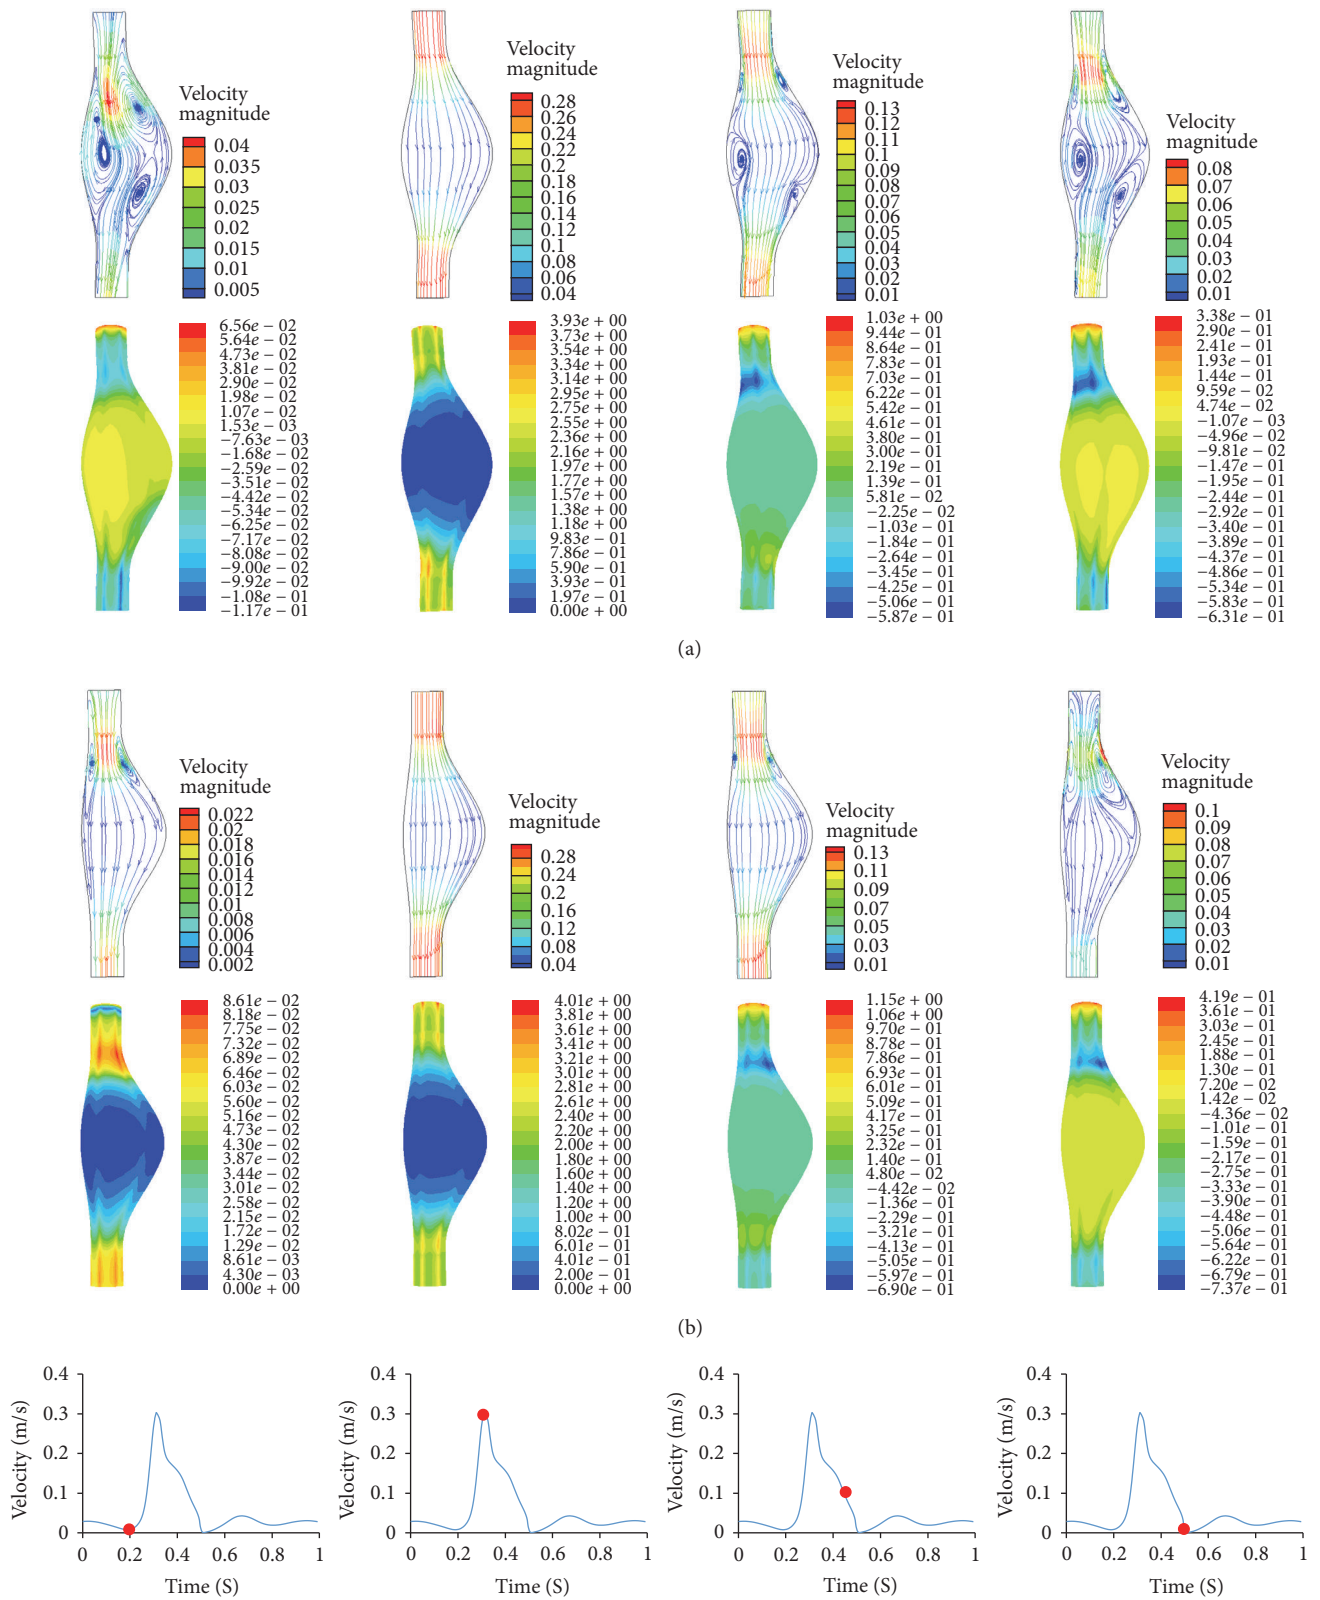 Velocity
magnitude
0.04
0.035
0.03
0.025
0.02
0.015
0.01
0.005
Velocity
magnitude
0.28
0.26
0.24
0.22
0.2
0.18
0.16
0.14
0.12
0.1
0.08
0.06
0.04
Velocity
magnitude
0.13
0.12
0.11
0.1
0.09
0.08
0.07
0.06
0.05
0.04
0.03
0.02
0.01
Velocity
magnitude
0.08
0.07
0.06
0.05
0.04
0.03
0.02
0.01
6.56e − 02
5.64e − 02
4.73e − 02
3.81e − 02
2.90e − 02
1.98e − 02
1.07e − 02
1.53e − 03
−7.63e − 03
−1.68e − 02
−2.59e − 02
−3.51e − 02
−4.42e − 02
−5.34e − 02
−6.25e − 02
−7.17e − 02
−8.08e − 02
−9.00e − 02
−9.92e − 02
−1.08e − 01
−1.17e − 01
3.93e + 00
3.73e + 00
3.54e + 00
3.34e + 00
3.14e + 00
2.95e + 00
2.75e + 00
2.55e + 00
2.36e + 00
2.16e + 00
1.97e + 00
1.77e + 00
1.57e + 00
1.38e + 00
1.18e + 00
9.83e − 01
7.86e − 01
5.90e − 01
3.93e − 01
1.97e − 01
0.00e + 00
1.03e + 00
9.44e − 01
8.64e − 01
7.83e − 01
7.03e − 01
6.22e − 01
5.42e − 01
4.61e − 01
3.80e − 01
3.00e − 01
2.19e − 01
1.39e − 01
5.81e − 02
−2.25e − 02
−1.03e − 01
−1.84e − 01
−2.64e − 01
−3.45e − 01
−4.25e − 01
−5.06e − 01
−5.87e − 01
3.38e − 01
2.90e − 01
2.41e − 01
1.93e − 01
1.44e − 01
9.59e − 02
4.74e − 02
−1.07e − 03
−4.96e − 02
−9.81e − 02
−1.47e − 01
−1.95e − 01
−2.44e − 01
−2.92e − 01
−3.40e − 01
−3.89e − 01
−4.37e − 01
−4.86e − 01
−5.34e − 01
−5.83e − 01
−6.31e − 01
(a)
Velocity
magnitude
0.022
0.02
0.018
0.016
0.014
0.012
0.01
0.008
0.006
0.004
0.002
Velocity
magnitude
0.28
0.24
0.2
0.16
0.12
0.08
0.04
Velocity
magnitude
0.13
0.11
0.09
0.07
0.05
0.03
0.01
Velocity
magnitude
0.1
0.09
0.08
0.07
0.06
0.05
0.04
0.03
0.02
0.01
8.61e − 02
8.18e − 02
7.75e − 02
7.32e − 02
6.89e − 02
6.46e − 02
6.03e − 02
5.60e − 02
5.16e − 02
4.73e − 02
4.30e − 02
3.87e − 02
3.44e − 02
3.01e − 02
2.58e − 02
2.15e − 02
1.72e − 02
1.29e − 02
8.61e − 03
4.30e − 03
0.00e + 00
4.01e + 00
3.81e + 00
3.61e + 00
3.41e + 00
3.21e + 00
3.01e + 00
2.81e + 00
2.61e + 00
2.40e + 00
2.20e + 00
2.00e + 00
1.80e + 00
1.60e + 00
1.40e + 00
1.20e + 00
1.00e + 00
8.02e − 01
6.01e − 01
4.01e − 01
2.00e − 01
0.00e + 00
1.15e + 00
1.06e + 00
9.70e − 01
8.78e − 01
7.86e − 01
6.93e − 01
6.01e − 01
5.09e − 01
4.17e − 01
3.25e − 01
2.32e − 01
1.40e − 01
4.80e − 02
−4.42e − 02
−1.36e − 01
−2.29e − 01
−3.21e − 01
−4.13e − 01
−5.05e − 01
−5.97e − 01
−6.90e − 01
4.19e − 01
3.61e − 01
3.03e − 01
2.45e − 01
1.88e − 01
1.30e − 01
7.20e − 02
1.42e − 02
−4.36e − 02
−1.01e − 01
−1.59e − 01
−2.17e − 01
−2.75e − 01
−3.33e − 01
−3.90e − 01
−4.48e − 01
−5.06e − 01
−5.64e − 01
−6.22e − 01
−6.79e − 01
−7.37e − 01
(b)
Velocity (m/s)
0.4
0.3
0.2
0.1
0
0 0.2 0.4 0.6 0.8 1
Time (S)
Velocity (m/s)
0.4
0.3
0.2
0.1
0
0 0.2 0.4 0.6 0.8 1
Time (S)
Velocity (m/s)
0.4
0.3
0.2
0.1
0
0 0.2 0.4 0.6 0.8 1
Time (S)
Velocity (m/s)
0.4
0.3
0.2
0.1
0
0 0.2 0.4 0.6 0.8 1
Time (S)